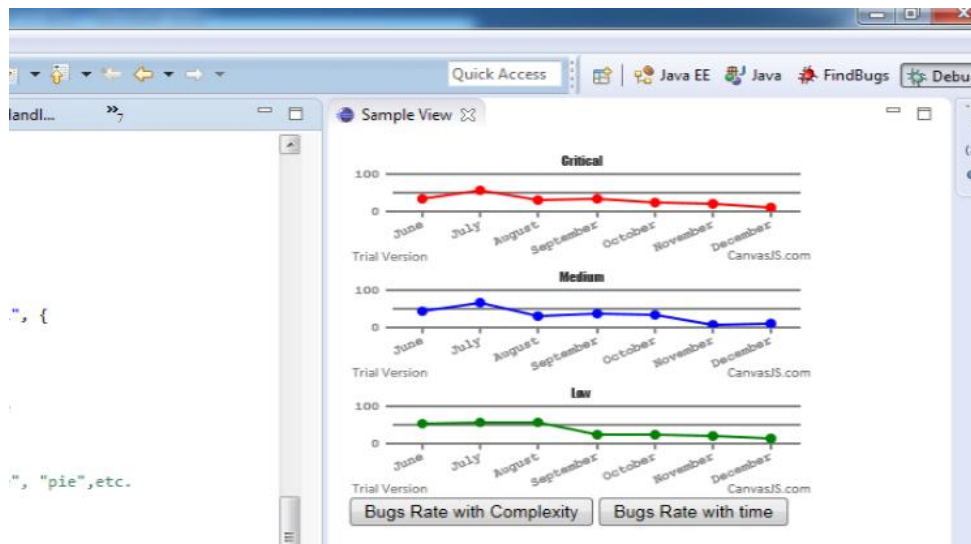 Quick Access
Java EE
Java
FindBugs
Debu
Handl...
7
Sample View
Critical
100
0
June
July
August
September
October
November
December
Trial Version
CanvasJS.com
Medium
100
0
June
July
August
September
October
November
December
Trial Version
CanvasJS.com
Low
100
0
June
July
August
September
October
November
December
Trial Version
CanvasJS.com
", {
", "pie",etc.
Bugs Rate with Complexity
Bugs Rate with time